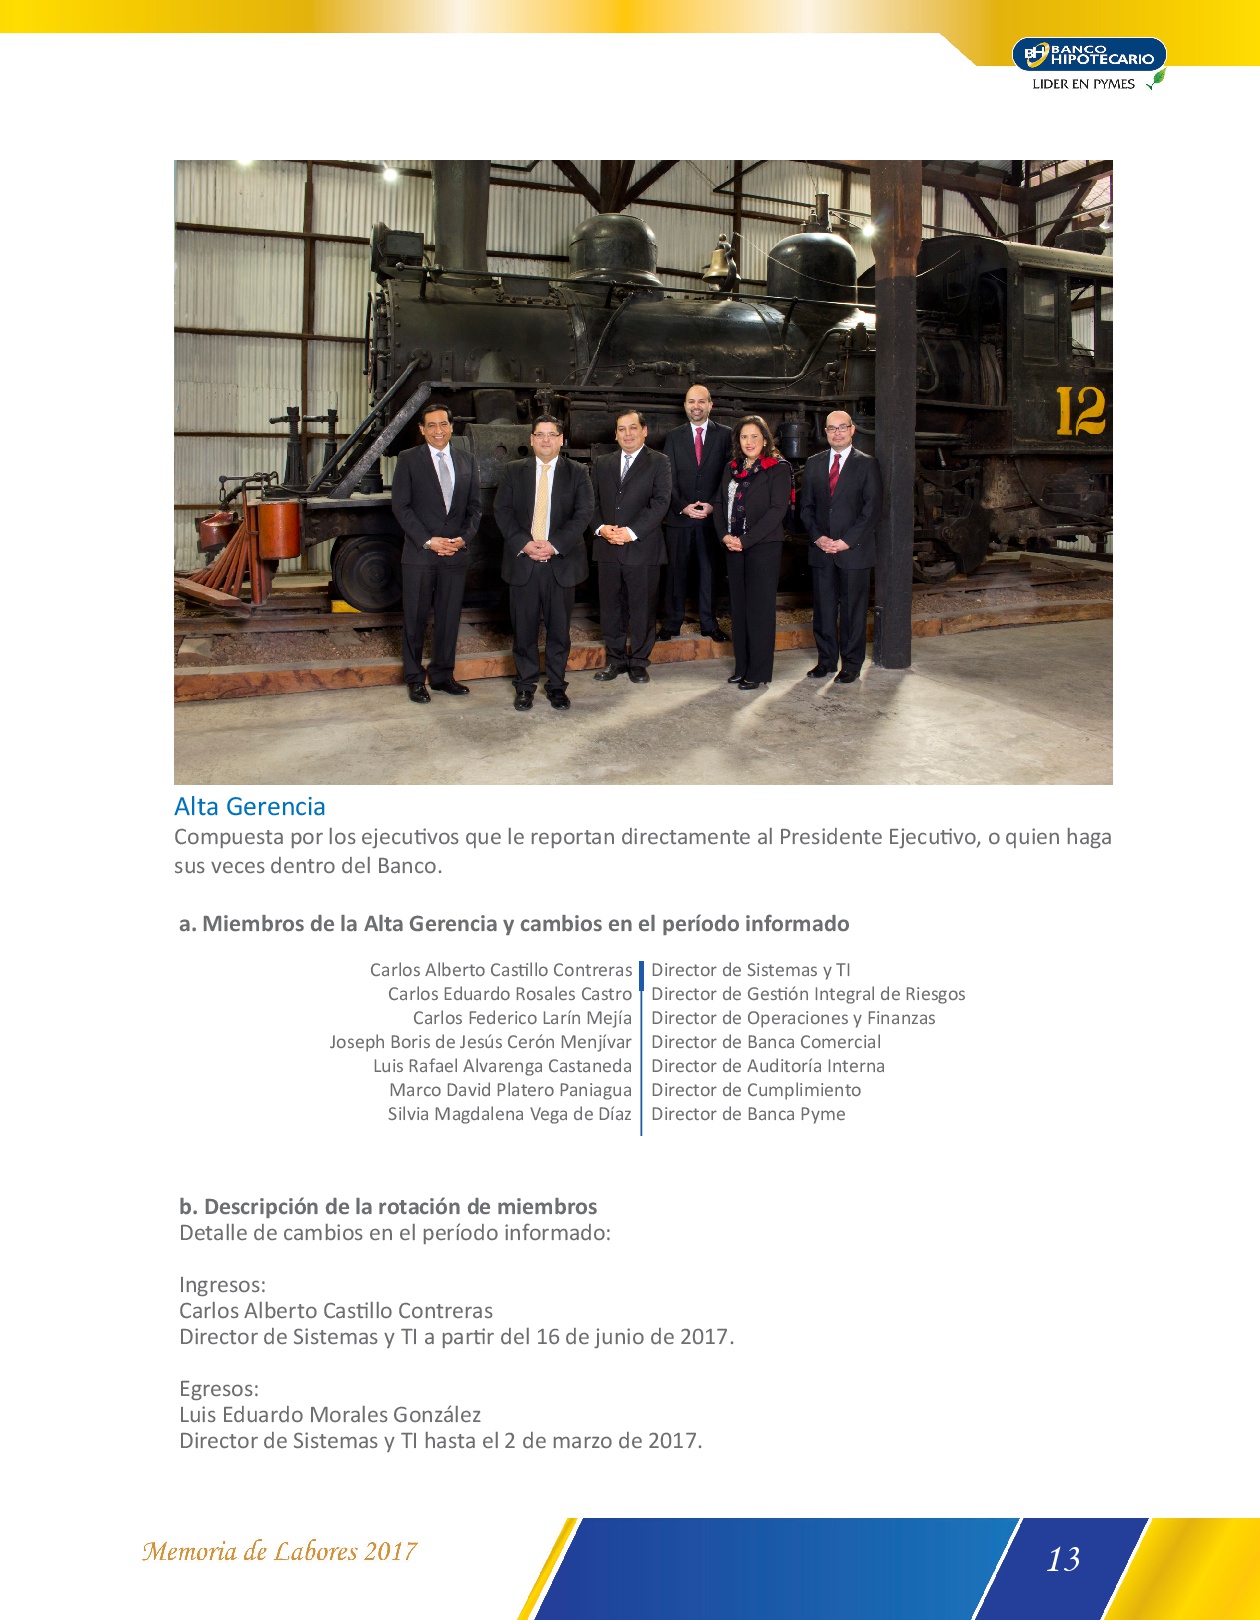 BH BANCO
HIPOTECARIO
LIDER EN PYMES
12
Alta Gerencia
Compuesta por los ejecutivos que le reportan directamente al Presidente Ejecutivo, o quien haga
sus veces dentro del Banco.
a. Miembros de la Alta Gerencia y cambios en el período informado
Carlos Alberto Castillo Contreras Director de Sistemas y TI
Carlos Eduardo Rosales Castro Director de Gestión Integral de Riesgos
Carlos Federico Larín Mejía Director de Operaciones y Finanzas
Joseph Boris de Jesús Cerón Menjívar Director de Banca Comercial
Luis Rafael Alvarenga Castaneda Director de Auditoría Interna
Marco David Platero Paniagua Director de Cumplimiento
Silvia Magdalena Vega de Díaz Director de Banca Pyme
b. Descripción de la rotación de miembros
Detalle de cambios en el período informado:
Ingresos:
Carlos Alberto Castillo Contreras
Director de Sistemas y TI a partir del 16 de junio de 2017.
Egresos:
Luis Eduardo Morales González
Director de Sistemas y TI hasta el 2 de marzo de 2017.
Memoria de Labores 2017
13